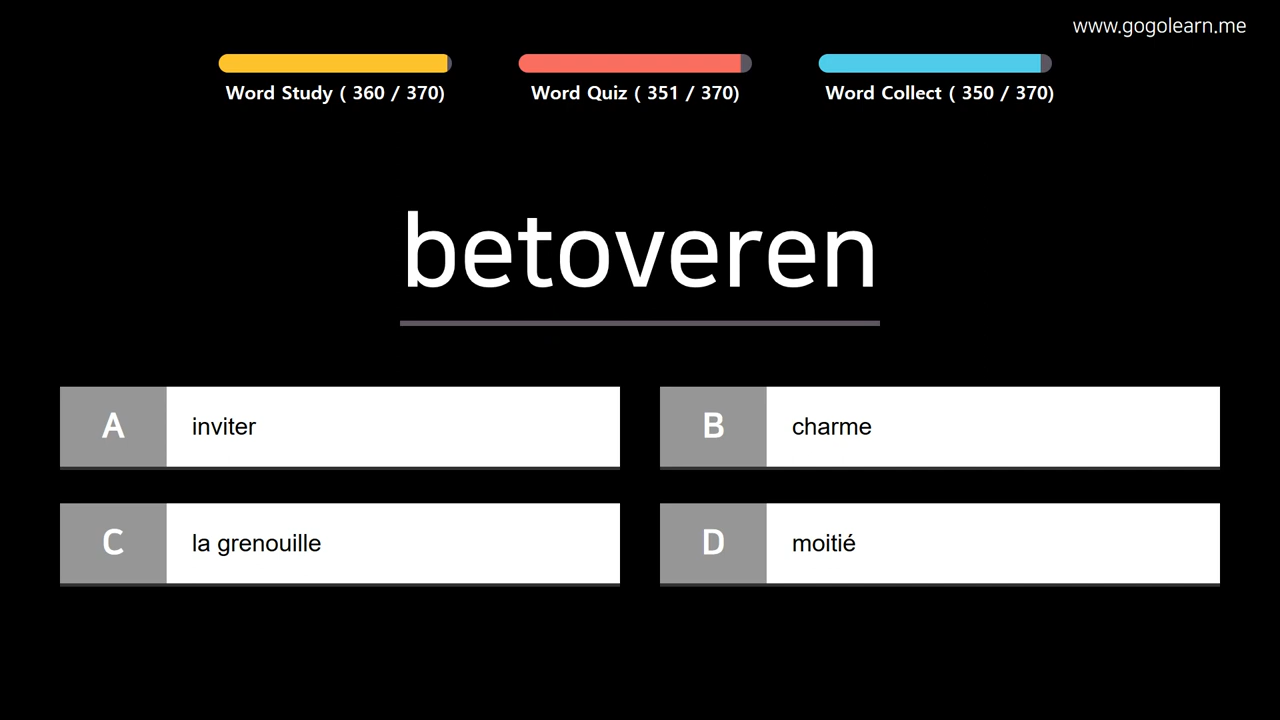 www.gogolearn.me
Word Study ( 360 / 370)
Word Quiz ( 351 / 370)
Word Collect ( 350 / 370)
betoveren
A inviter
B charme
C la grenouille
D moitié